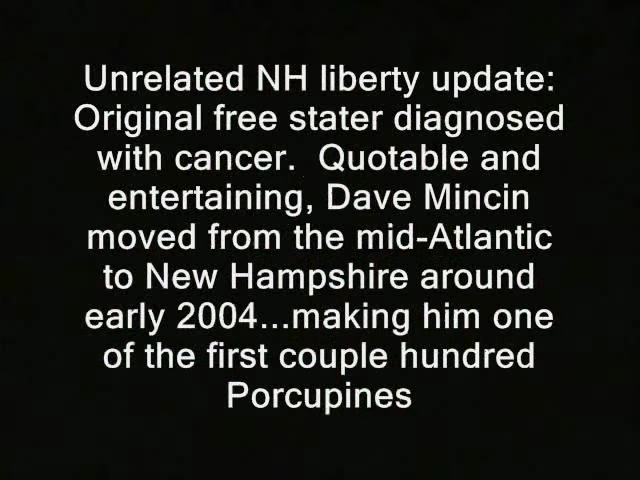 Unrelated NH liberty update:
Original free stater diagnosed
with cancer.  Quotable and
entertaining, Dave Mincin
moved from the mid-Atlantic
to New Hampshire around
early 2004...making him one
of the first couple hundred
Porcupines